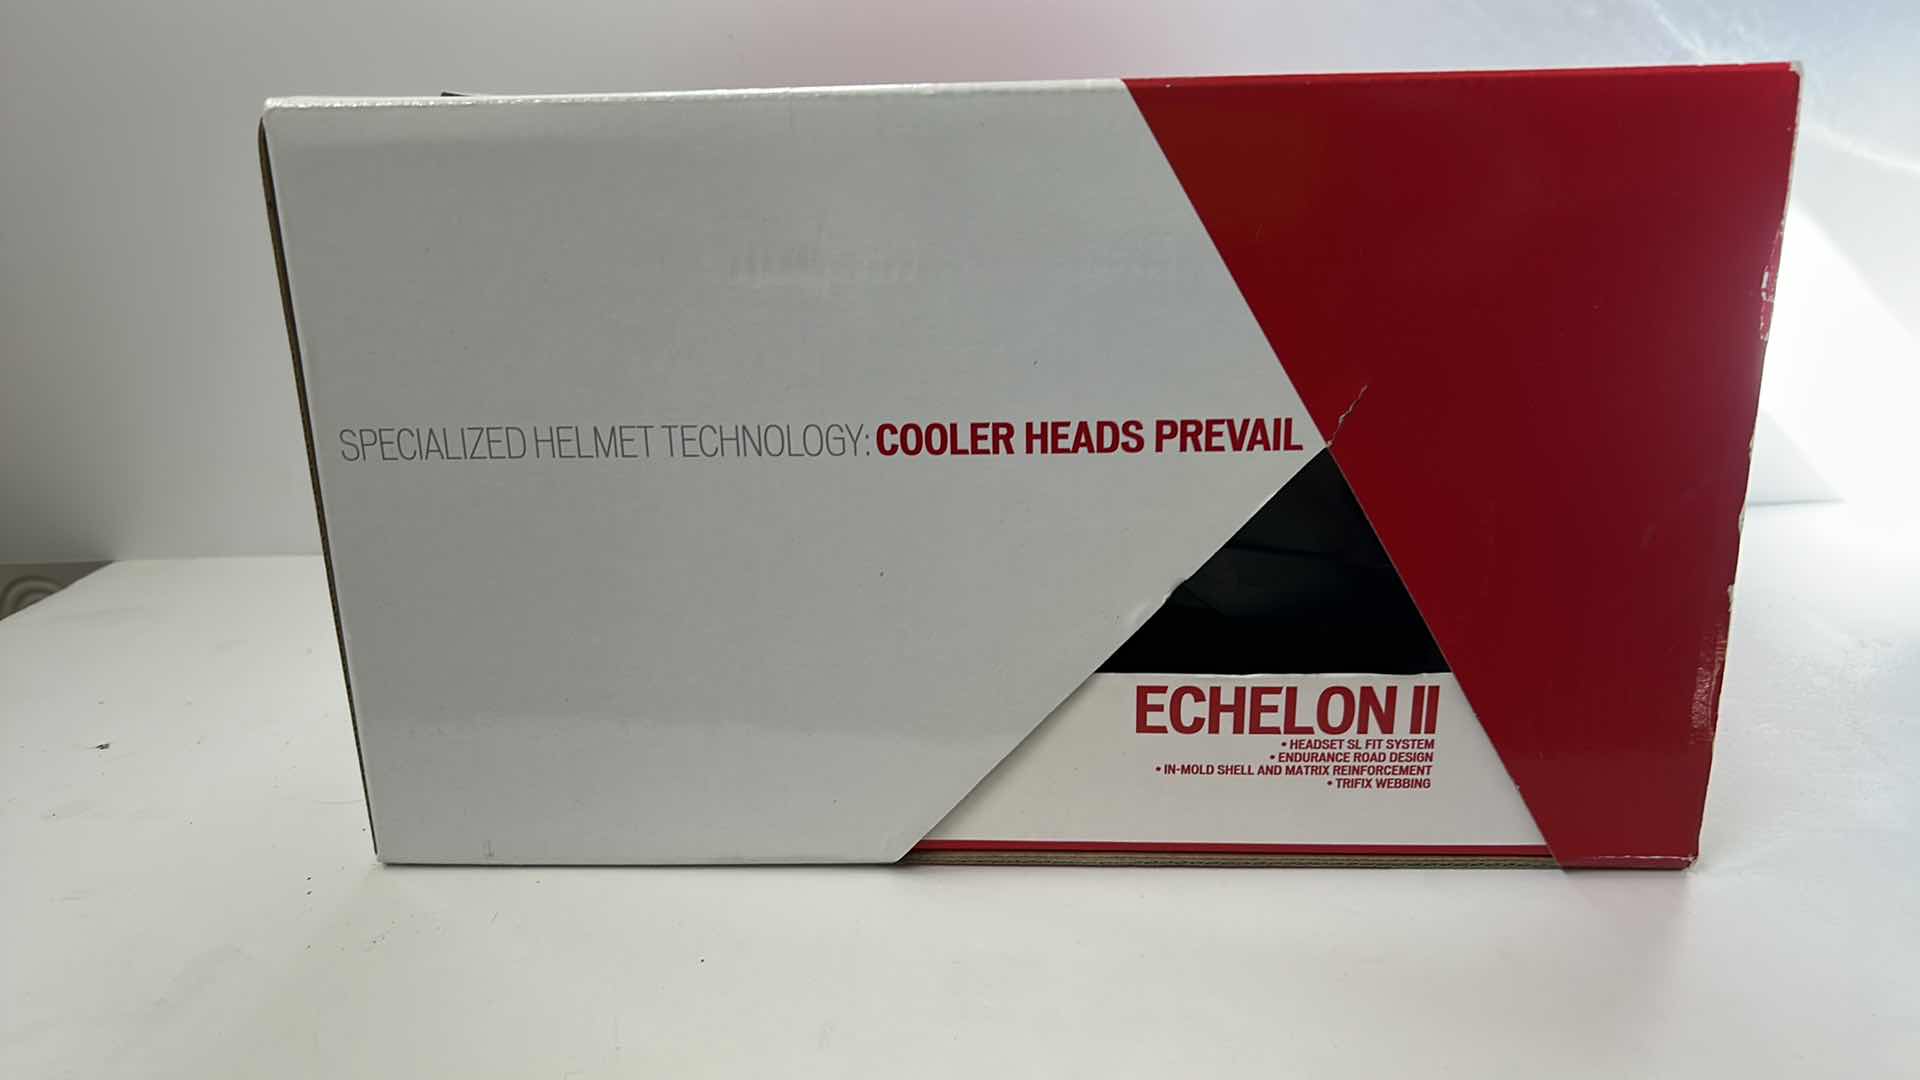 SPECIALIZED HELMET TECHNOLOGY: COOLER HEADS PREVAIL
ECHELON II
• HEADSET SL FIT SYSTEM
• ENDURANCE ROAD DESIGN
• IN-MOLD SHELL AND MATRIX REINFORCEMENT
• TRIFIX WEBBING